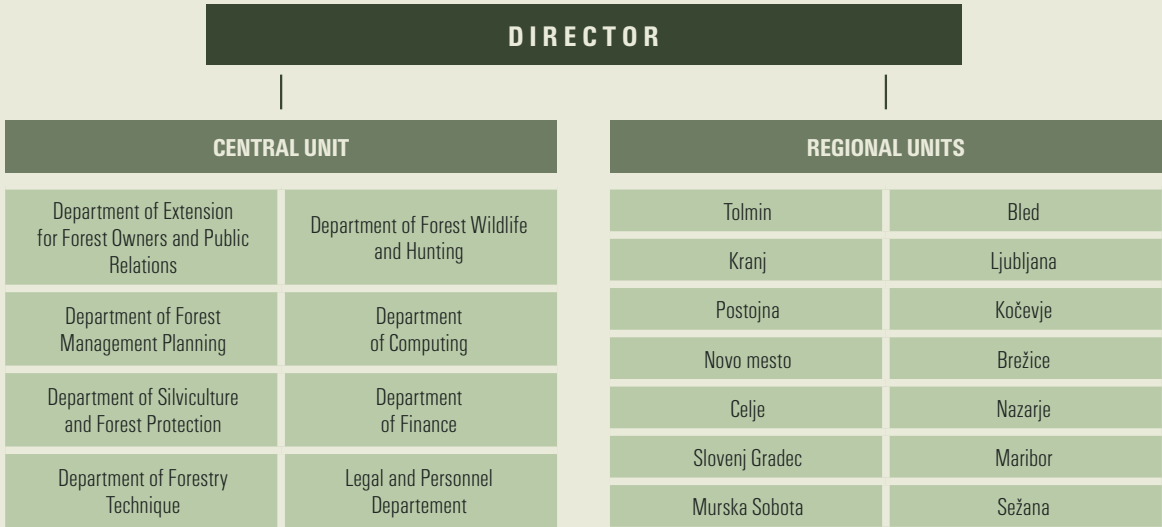 DIRECTOR
CENTRAL UNIT
Department of Extension
for Forest Owners and Public
Relations
Department of Forest Wildlife
and Hunting
Department of Forest
Management Planning
Department
of Computing
Department of Silviculture
and Forest Protection
Department
of Finance
Department of Forestry
Technique
Legal and Personnel
Departement
REGIONAL UNITS
Tolmin
Bled
Kranj
Ljubljana
Postojna
Kočevje
Novo mesto
Brežice
Celje
Nazarje
Slovenj Gradec
Maribor
Murska Sobota
Sežana